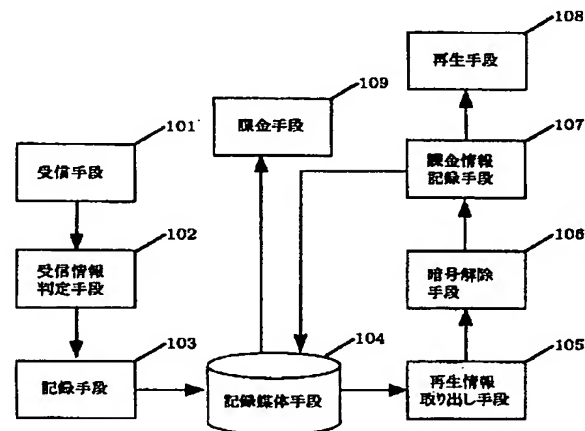 108
再生手段
109
課金手段
107
課金情報
記録手段
101
受信手段
106
暗号解除
手段
102
受信情報
判定手段
103
記録手段
104
記録媒体手段
105
再生情報
取り出し手段